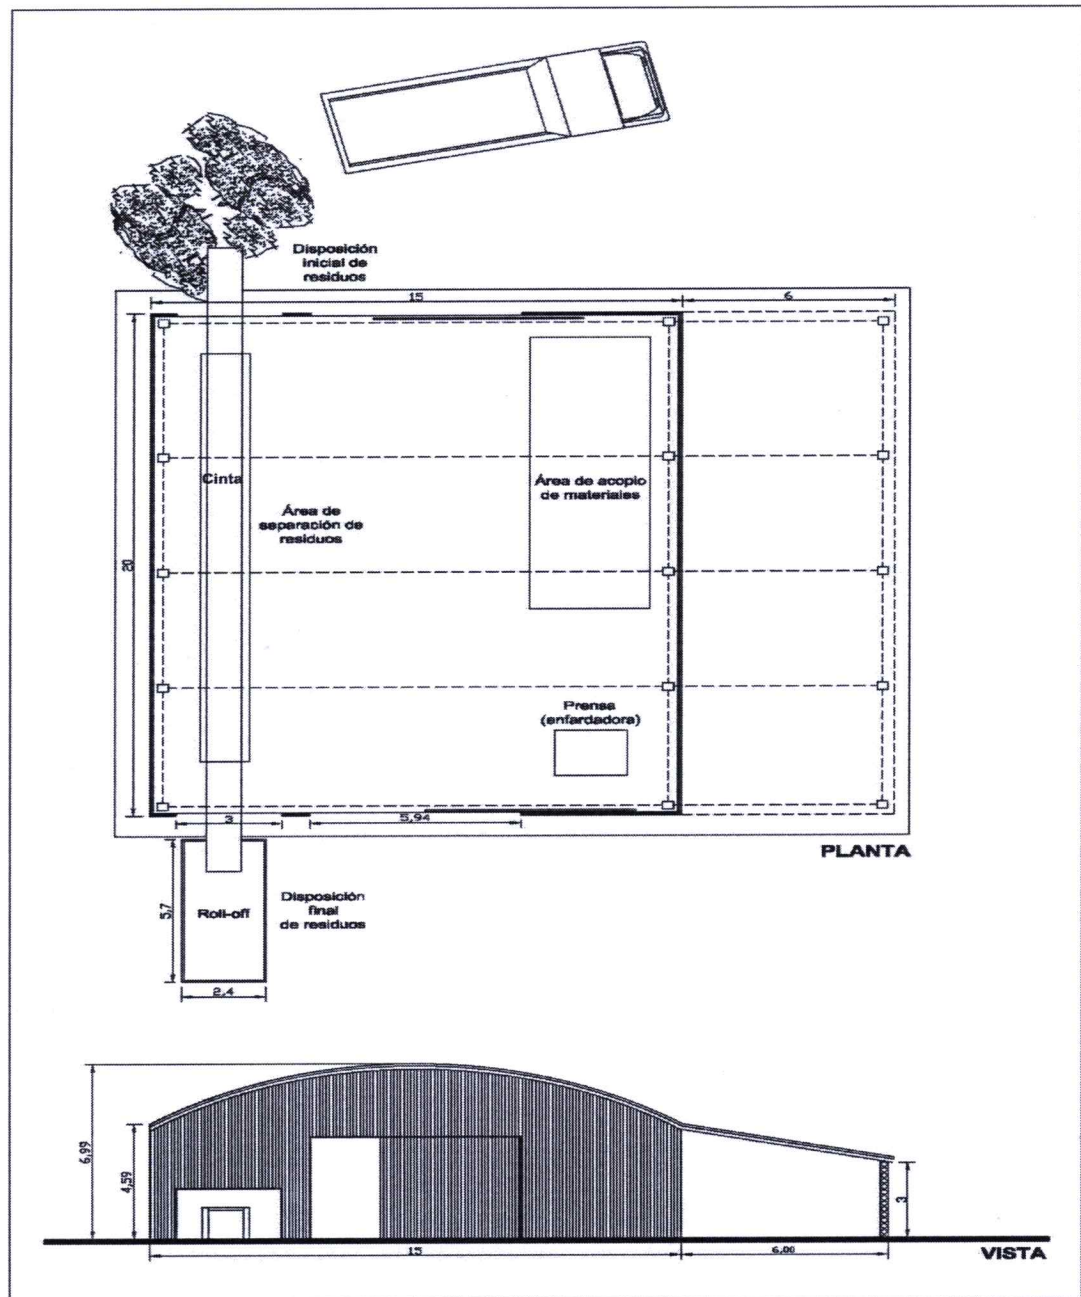 Disposición
inicial de
residuos
15
6
Cinta
Área de
separación de
residuos
Área de acopio
de materiales
20
Prensa
(enfardadora)
3
5,94
PLANTA
5,7
Roll-off
Disposición
final
de residuos
2,4
6,99
4,59
3
15
6,00
VISTA